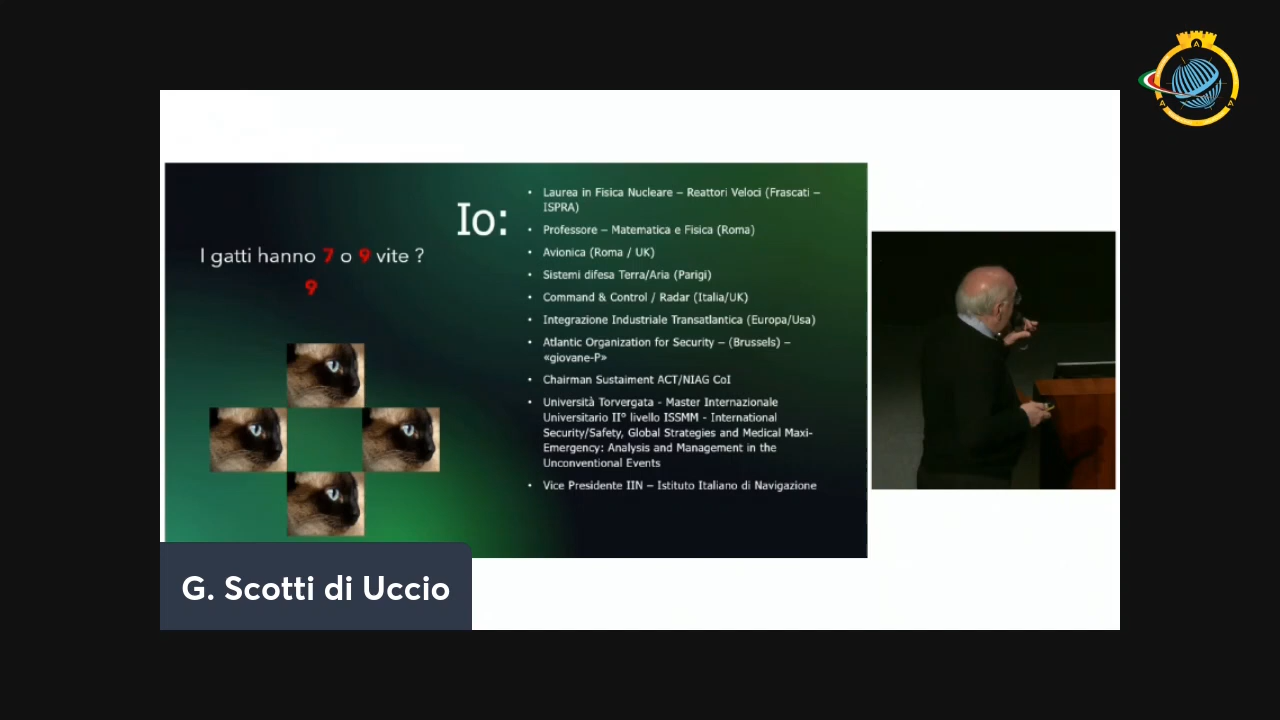 I gatti hanno 7 o 9 vite ?
9
Io:
• Laurea in Fisica Nucleare – Reattori Veloci (Frascati –
ISPRA)
• Professore – Matematica e Fisica (Roma)
• Avionica (Roma / UK)
• Sistemi difesa Terra/Aria (Parigi)
• Command & Control / Radar (Italia/UK)
• Integrazione Industriale Transatlantica (Europa/Usa)
• Atlantic Organization for Security – (Brussels) –
«giovane-P»
• Chairman Sustaiment ACT/NIAG CoI
• Università Torvergata - Master Internazionale
Universitario II° livello ISSMM - International
Security/Safety, Global Strategies and Medical Maxi-
Emergency: Analysis and Management in the
Unconventional Events
• Vice Presidente IIN – Istituto Italiano di Navigazione
G. Scotti di Uccio
A
A A